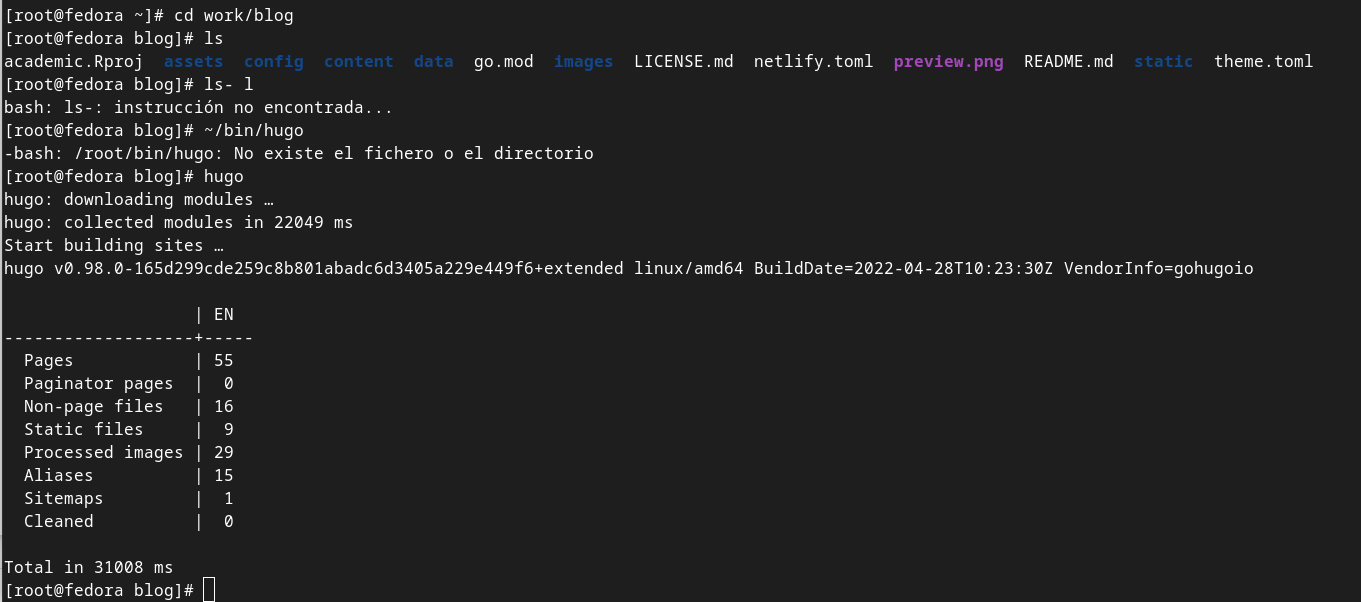 [root@fedora ~]# cd work/blog
[root@fedora blog]# ls
academic.Rproj  assets  config  content  data  go.mod  images  LICENSE.md  netlify.toml  preview.png  README.md  static  theme.toml
[root@fedora blog]# ls- l
bash: ls-: instrucción no encontrada...
[root@fedora blog]# ~/bin/hugo
-bash: /root/bin/hugo: No existe el fichero o el directorio
[root@fedora blog]# hugo
hugo: downloading modules …
hugo: collected modules in 22049 ms
Start building sites …
hugo v0.98.0-165d299cde259c8b801abadc6d3405a229e449f6+extended linux/amd64 BuildDate=2022-04-28T10:23:30Z VendorInfo=gohugoio
                   | EN
-------------------+-----
  Pages            | 55
  Paginator pages  |  0
  Non-page files   | 16
  Static files     |  9
  Processed images | 29
  Aliases          | 15
  Sitemaps         |  1
  Cleaned          |  0
Total in 31008 ms
[root@fedora blog]#